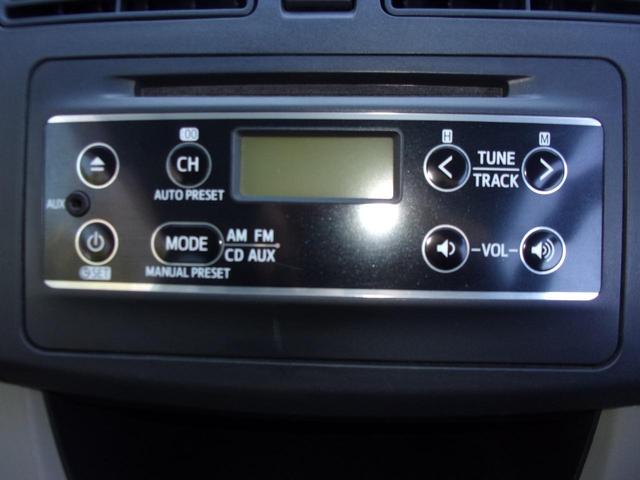 H
M
CH
TUNE
TRACK
AUTO PRESET
AUX
MODE
AM FM
CD AUX
VOL
SET
MANUAL PRESET